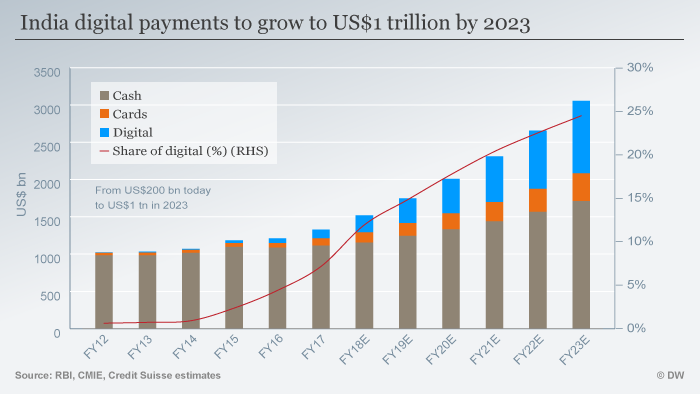 India digital payments to grow to US$1 trillion by 2023
3500
3000
2500
2000
1500
1000
500
0
US$ bn
Cash
Cards
Digital
Share of digital (%) (RHS)
From US$200 bn today
to US$1 tn in 2023
30%
25%
20%
15%
10%
5%
0%
FY12
FY13
FY14
FY15
FY16
FY17
FY18E
FY19E
FY20E
FY21E
FY22E
FY23E
Source: RBI, CMIE, Credit Suisse estimates
© DW